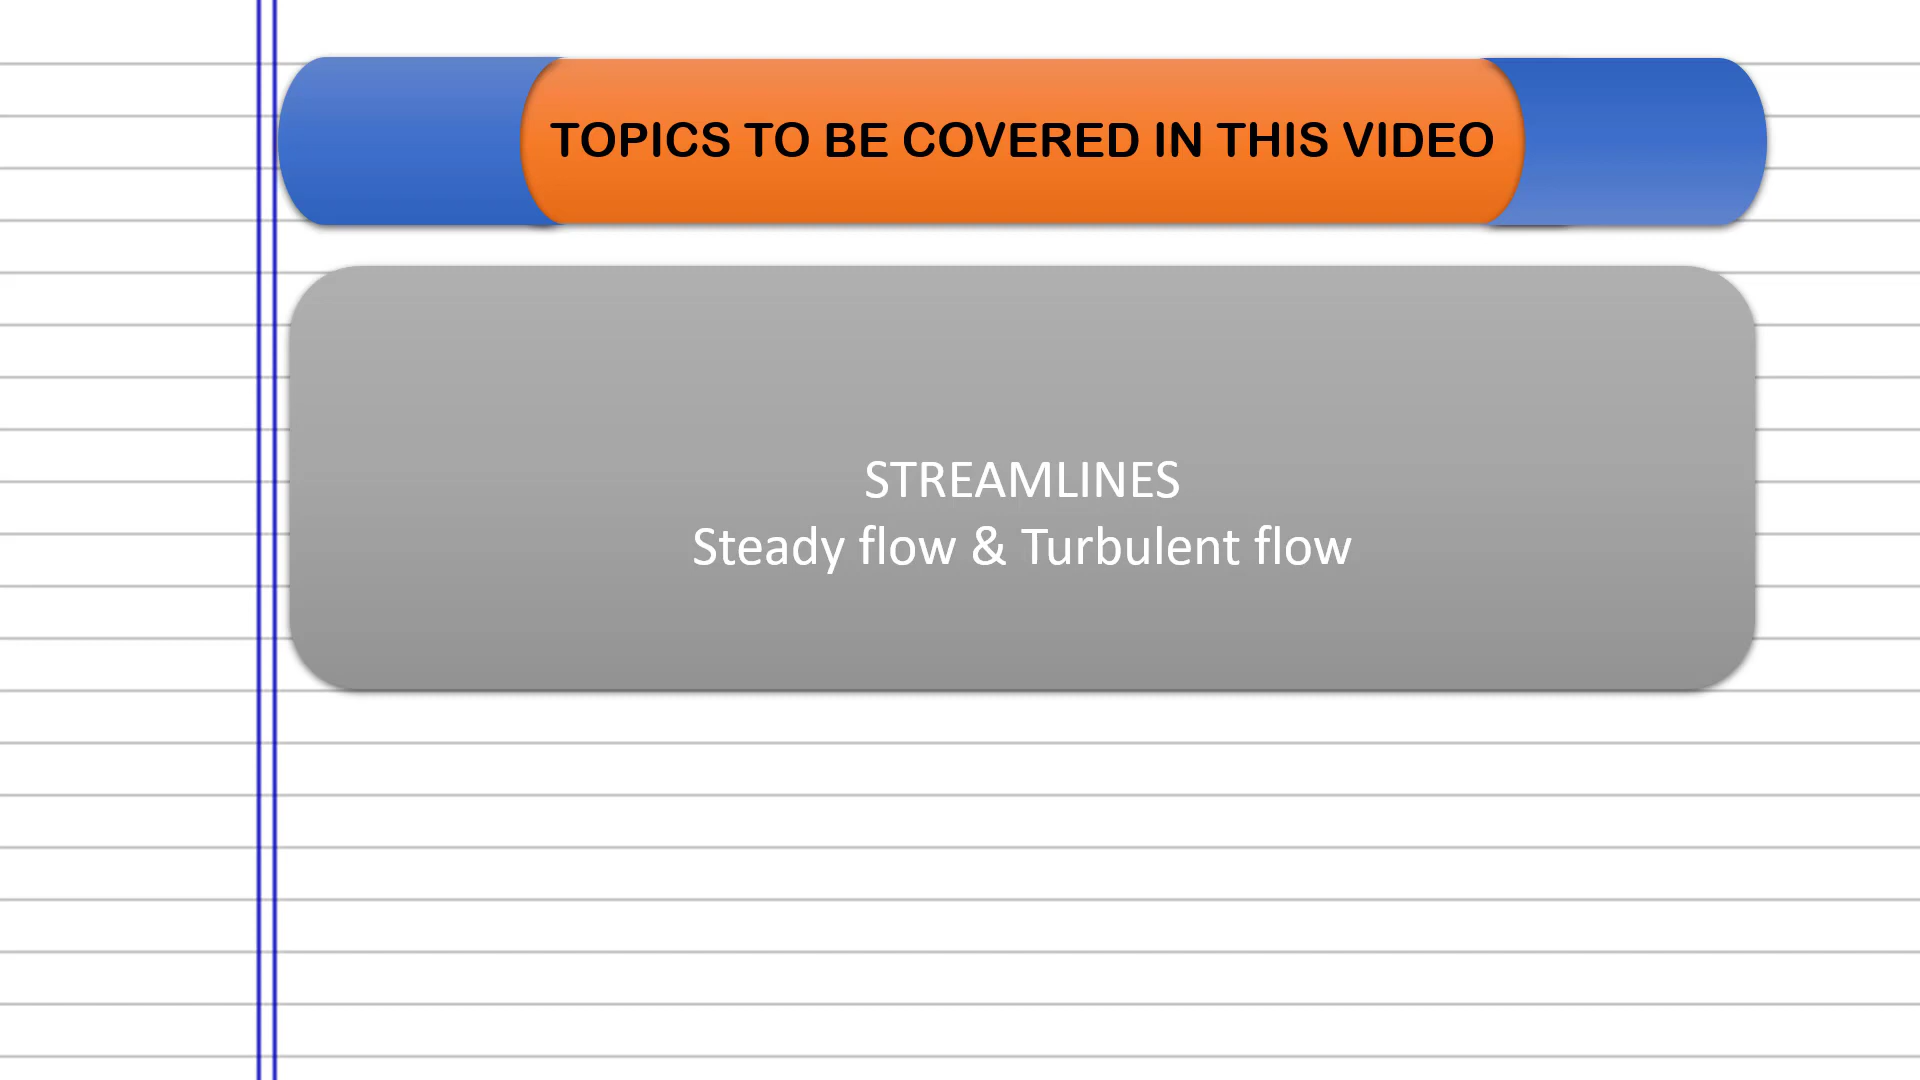 TOPICS TO BE COVERED IN THIS VIDEO
STREAMLINES
Steady flow & Turbulent flow